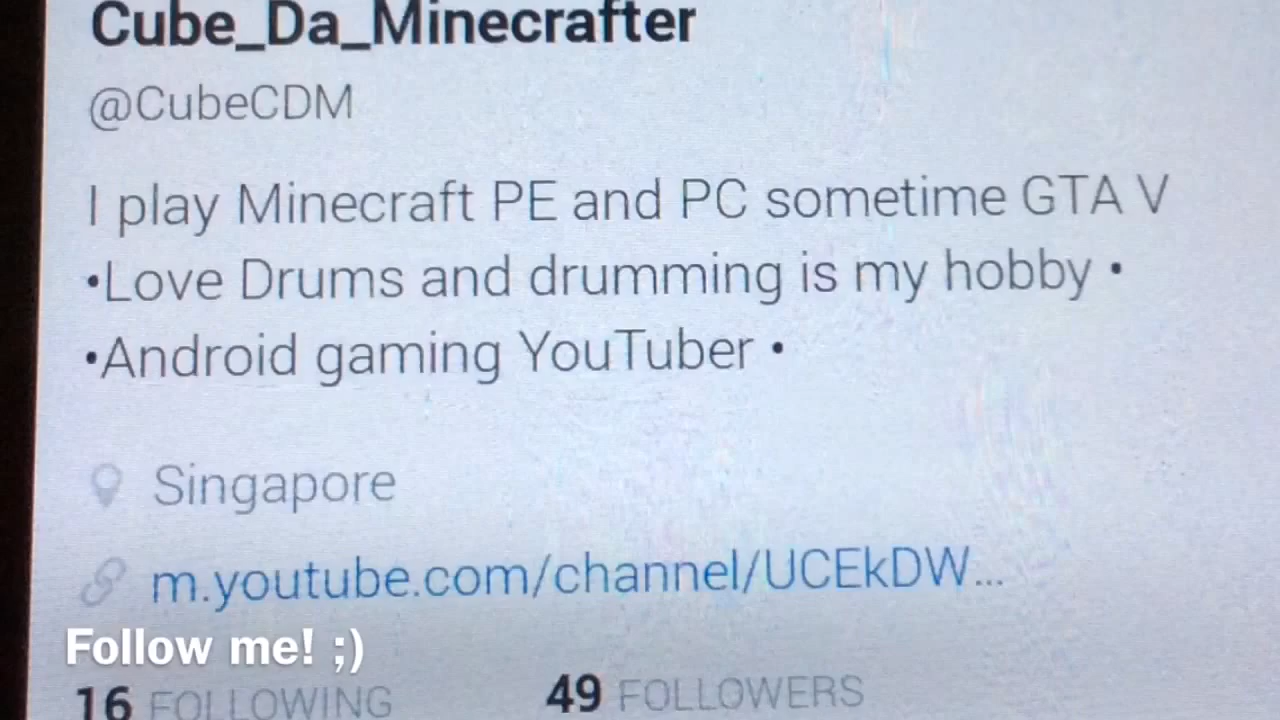 Cube_Da_Minecrafter
@CubeCDM
I play Minecraft PE and PC sometime GTA V
•Love Drums and drumming is my hobby •
•Android gaming YouTuber •
Singapore
m.youtube.com/channel/UCEkDW...
Follow me! ;)
16 FOLLOWING 49 FOLLOWERS